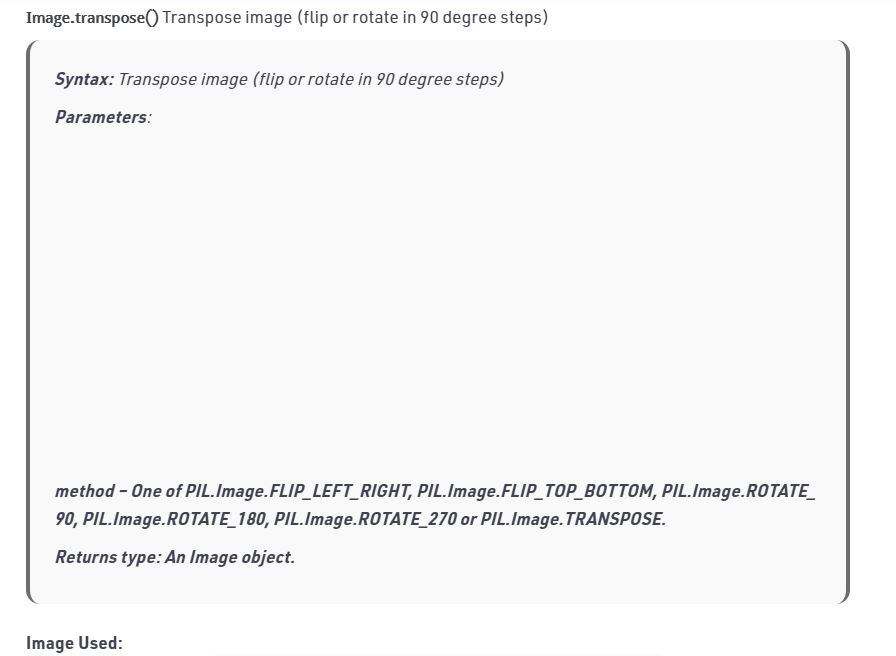 Image.transpose() Transpose image (flip or rotate in 90 degree steps)
Syntax: Transpose image (flip or rotate in 90 degree steps)
Parameters:
method – One of PIL.Image.FLIP_LEFT_RIGHT, PIL.Image.FLIP_TOP_BOTTOM, PIL.Image.ROTATE_
90, PIL.Image.ROTATE_180, PIL.Image.ROTATE_270 or PIL.Image.TRANSPOSE.
Returns type: An Image object.
Image Used: